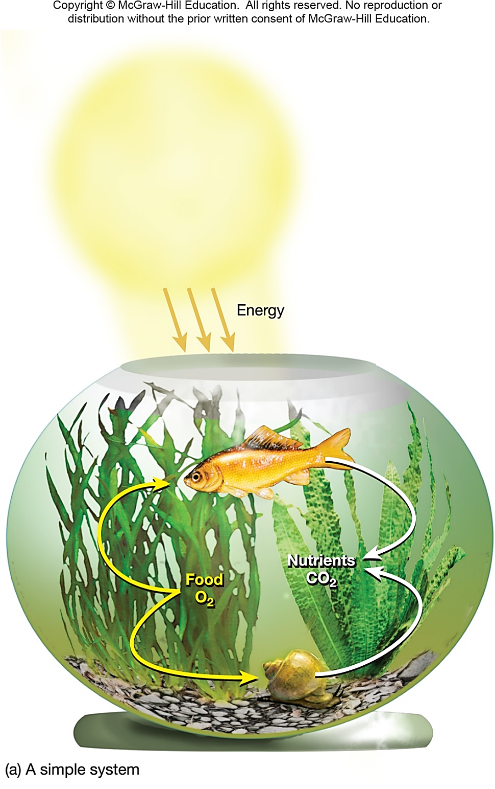 Copyright © McGraw-Hill Education.  All rights reserved. No reproduction or
distribution without the prior written consent of McGraw-Hill Education.
Energy
Food
O₂
Nutrients
CO₂
(a) A simple system